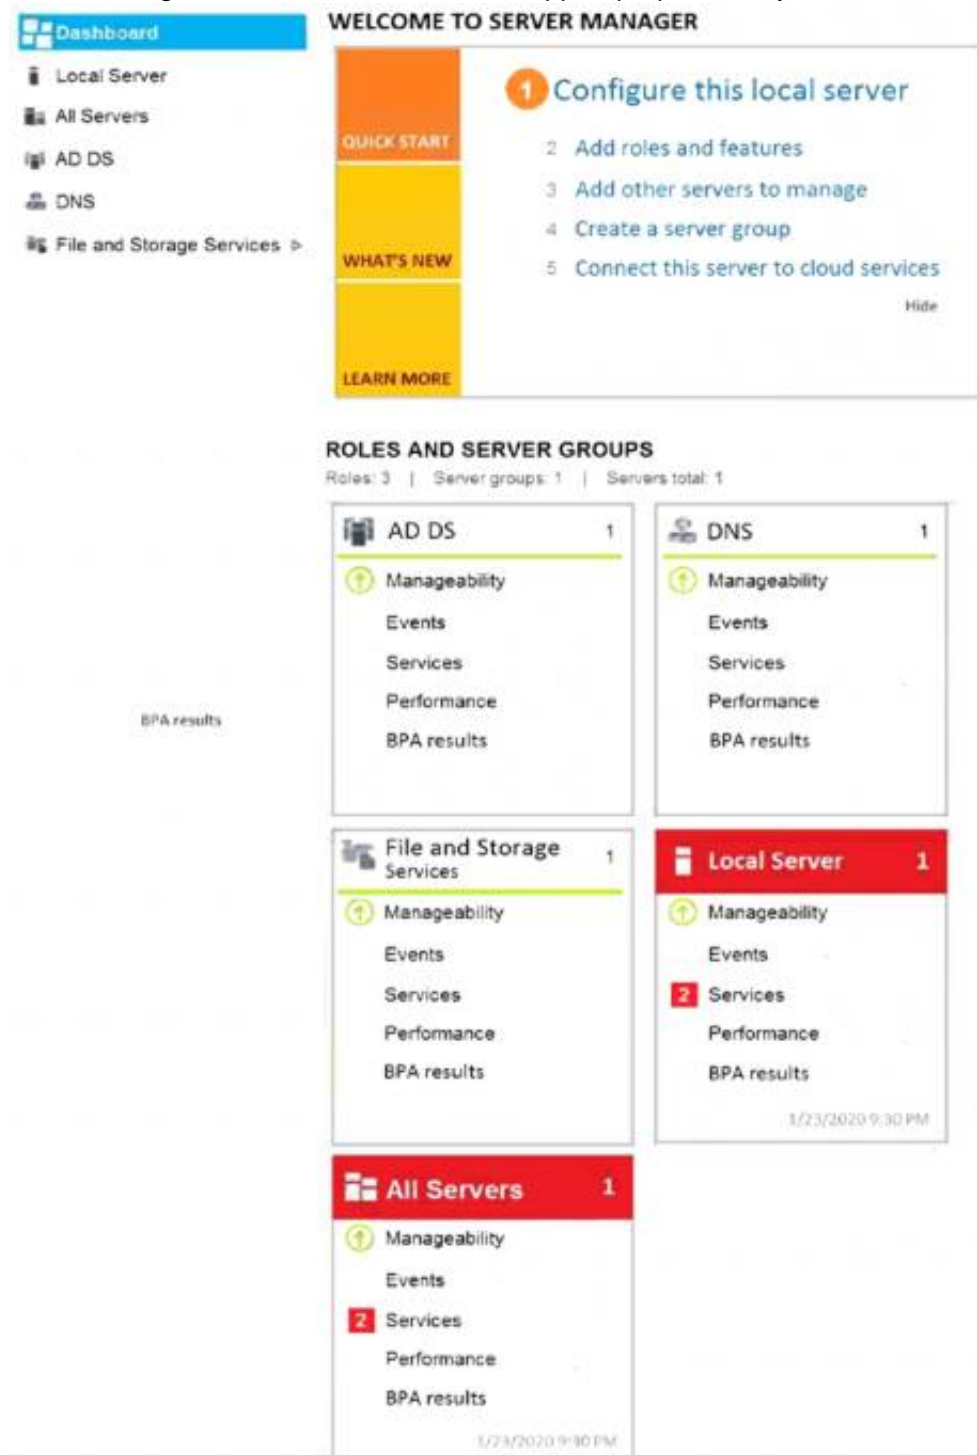 Dashboard
Local Server
All Servers
AD DS
DNS
File and Storage Services
WELCOME TO SERVER MANAGER
QUICK START
WHAT'S NEW
LEARN MORE
1 Configure this local server
2 Add roles and features
3 Add other servers to manage
4 Create a server group
5 Connect this server to cloud services
Hide
ROLES AND SERVER GROUPS
Roles: 3 | Server groups: 1 | Servers total: 1
AD DS 1
Manageability
Events
Services
Performance
BPA results
DNS 1
Manageability
Events
Services
Performance
BPA results
BPA results
File and Storage
Services 1
Manageability
Events
Services
Performance
BPA results
Local Server 1
Manageability
Events
2 Services
Performance
BPA results
1/23/2020 9:30 PM
All Servers 1
Manageability
Events
2 Services
Performance
BPA results
1/23/2020 9:30 PM